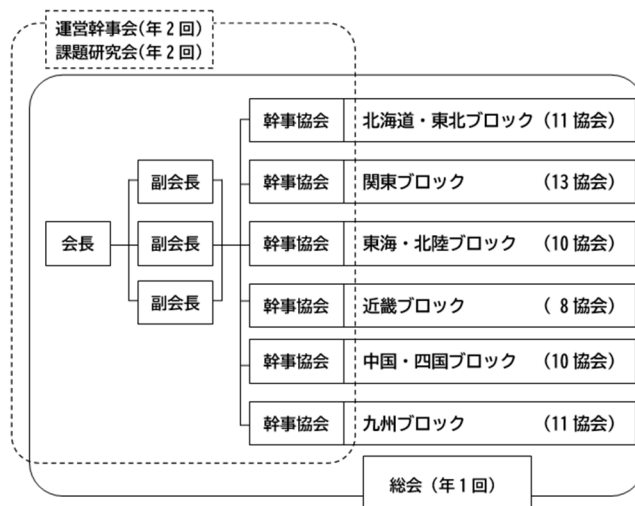 運営幹事会(年2回)
課題研究会(年2回)
幹事協会 北海道・東北ブロック (11協会)
副会長
幹事協会 関東ブロック (13協会)
会長 副会長
幹事協会 東海・北陸ブロック (10協会)
副会長
幹事協会 近畿ブロック ( 8協会)
幹事協会 中国・四国ブロック (10協会)
幹事協会 九州ブロック (11協会)
総会(年1回)